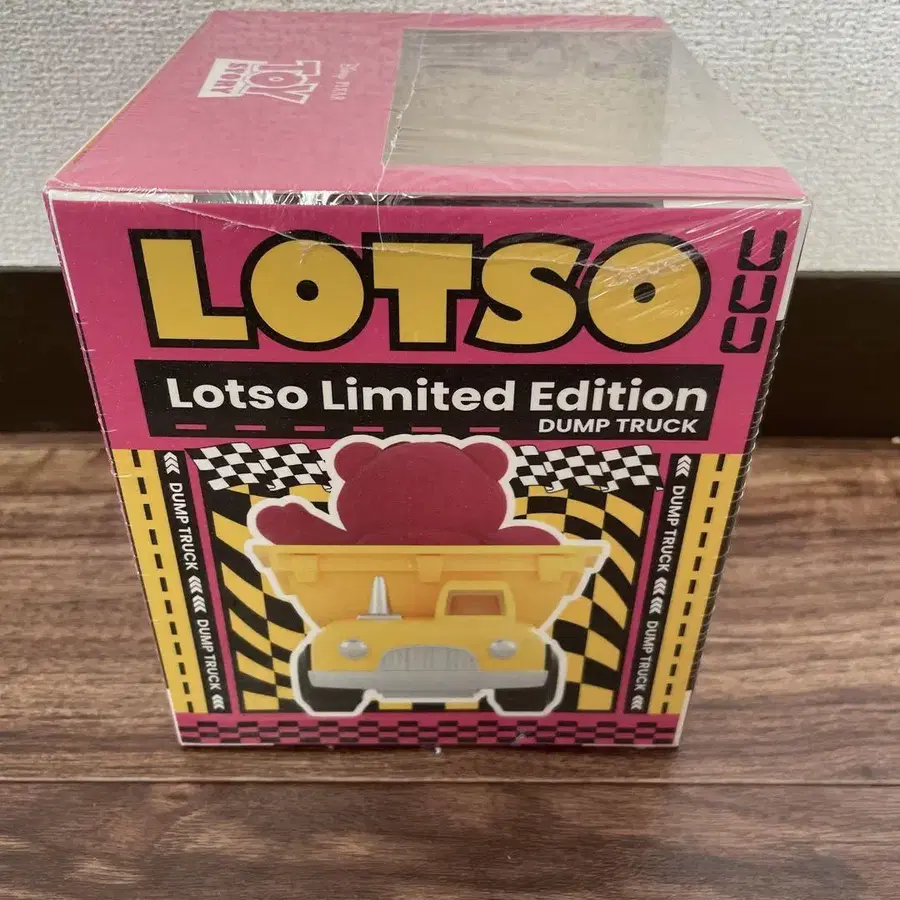 TOY
STORY
Disney PIXAR
LOTSO
Lotso Limited Edition
DUMP TRUCK
DUMP TRUCK
DUMP TRUCK
DUMP TRUCK
DUMP TRUCK